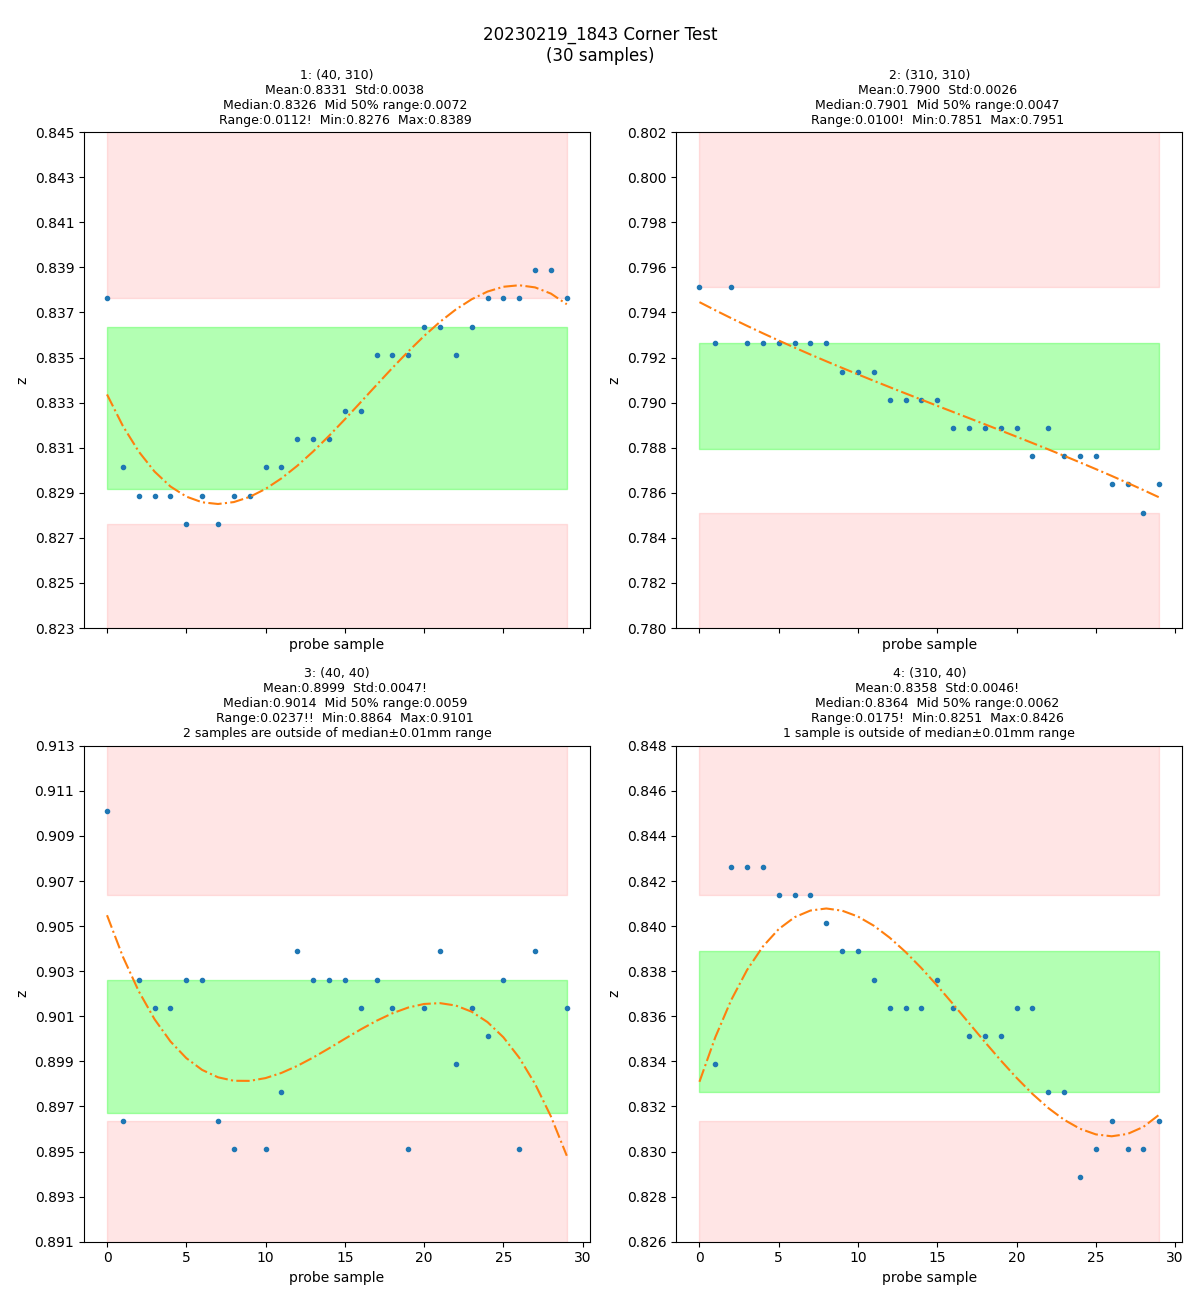 20230219_1843 Corner Test
(30 samples)
1: (40, 310)
Mean:0.8331  Std:0.0038
Median:0.8326  Mid 50% range:0.0072
Range:0.0112!  Min:0.8276  Max:0.8389
0.845
0.843
0.841
0.839
0.837
0.835
0.833
0.831
0.829
0.827
0.825
0.823
z
probe sample
2: (310, 310)
Mean:0.7900  Std:0.0026
Median:0.7901  Mid 50% range:0.0047
Range:0.0100!  Min:0.7851  Max:0.7951
0.802
0.800
0.798
0.796
0.794
0.792
0.790
0.788
0.786
0.784
0.782
0.780
z
probe sample
3: (40, 40)
Mean:0.8999  Std:0.0047!
Median:0.9014  Mid 50% range:0.0059
Range:0.0237!!  Min:0.8864  Max:0.9101
2 samples are outside of median±0.01mm range
0.913
0.911
0.909
0.907
0.905
0.903
0.901
0.899
0.897
0.895
0.893
0.891
z
0 5 10 15 20 25 30
probe sample
4: (310, 40)
Mean:0.8358  Std:0.0046!
Median:0.8364  Mid 50% range:0.0062
Range:0.0175!  Min:0.8251  Max:0.8426
1 sample is outside of median±0.01mm range
0.848
0.846
0.844
0.842
0.840
0.838
0.836
0.834
0.832
0.830
0.828
0.826
z
0 5 10 15 20 25 30
probe sample